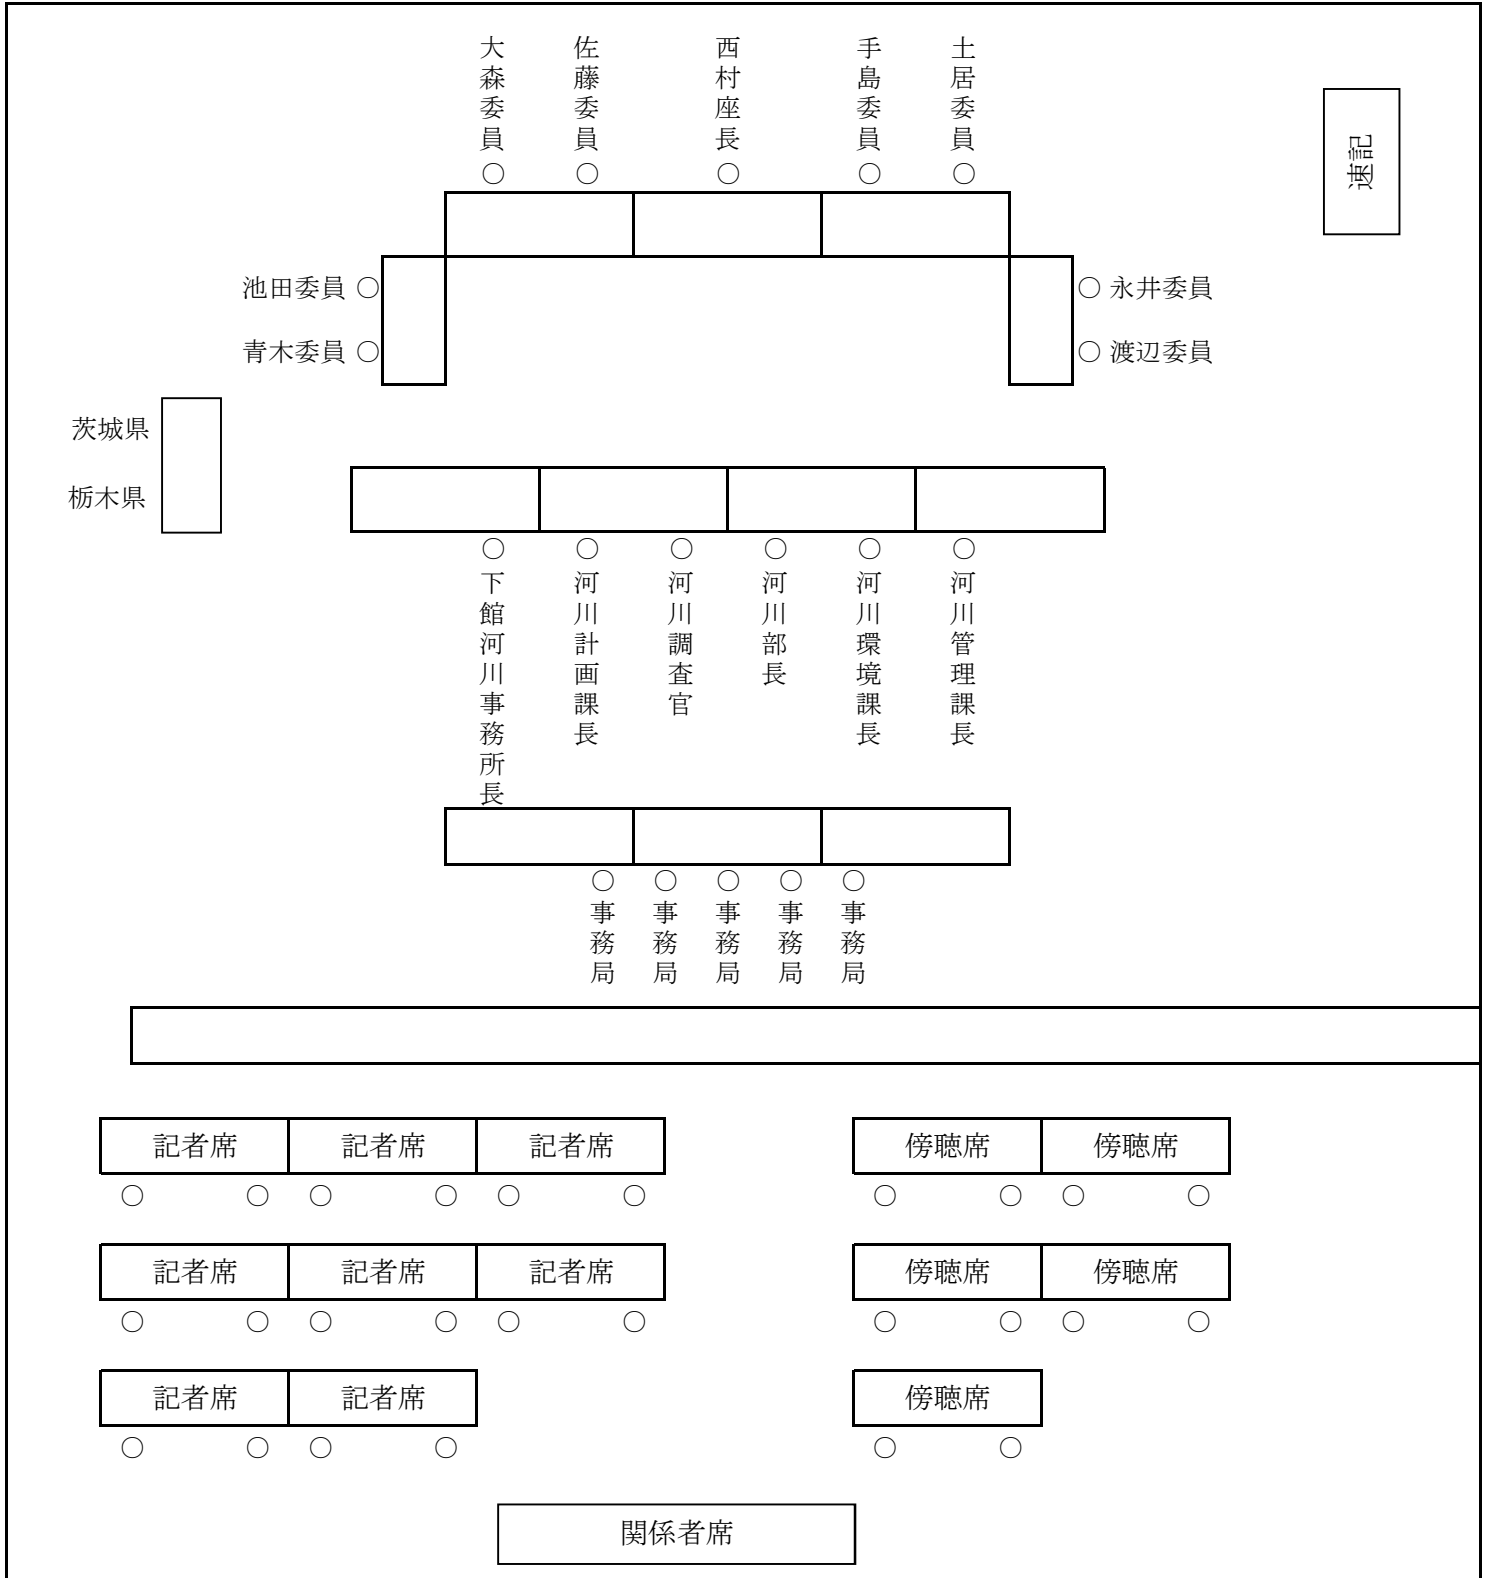 大森委員○
佐藤委員○
西村座長○
手島委員○
土居委員○
速記
池田委員○
○永井委員
青木委員○
○渡辺委員
茨城県
栃木県
○下館河川事務所長
○河川計画課長
○河川調査官
○河川部長
○河川環境課長
○河川管理課長
○事務局
○事務局
○事務局
○事務局
○事務局
記者席 記者席 記者席 傍聴席 傍聴席
○ ○ ○ ○ ○ ○ ○ ○ ○ ○
記者席 記者席 記者席 傍聴席 傍聴席
○ ○ ○ ○ ○ ○ ○ ○ ○ ○
記者席 記者席 傍聴席
○ ○ ○ ○ ○ ○
関係者席